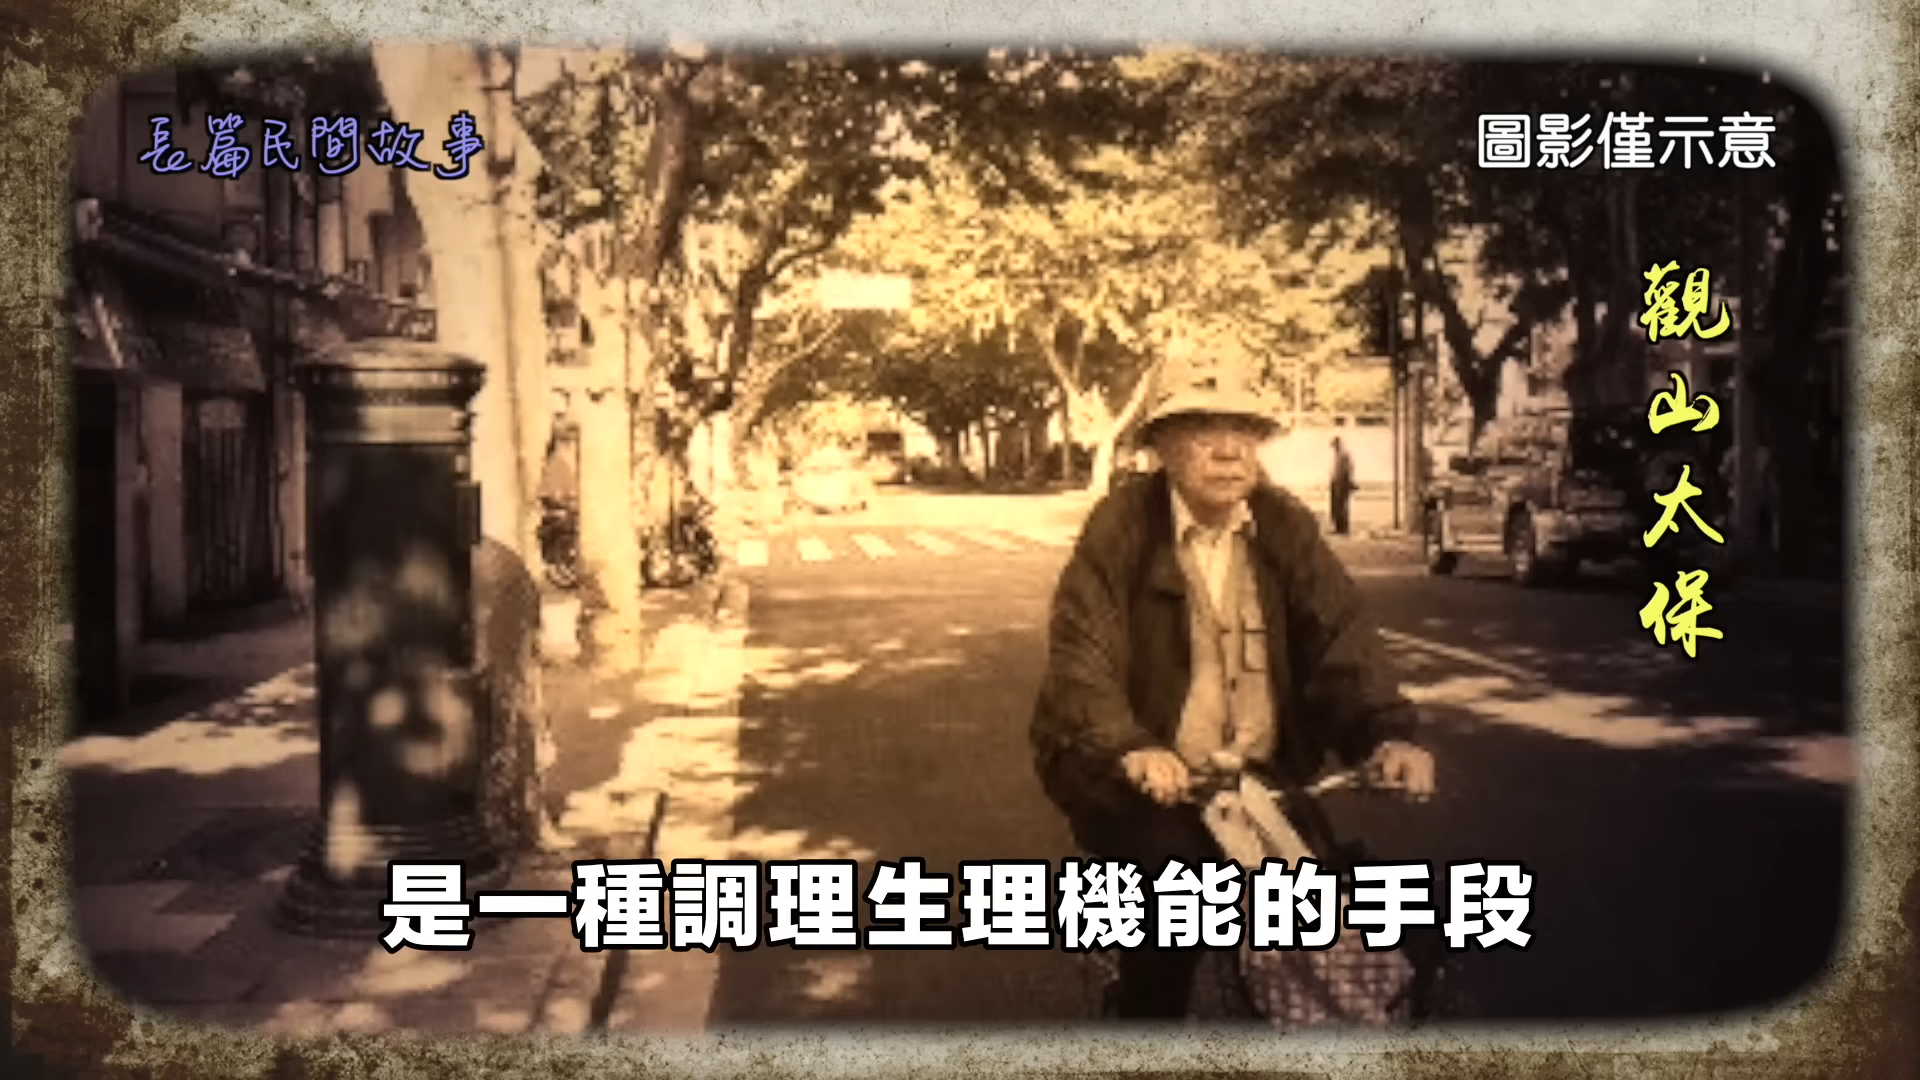 長篇民間故事
圖影僅示意
觀山太保
是一種調理生理機能的手段